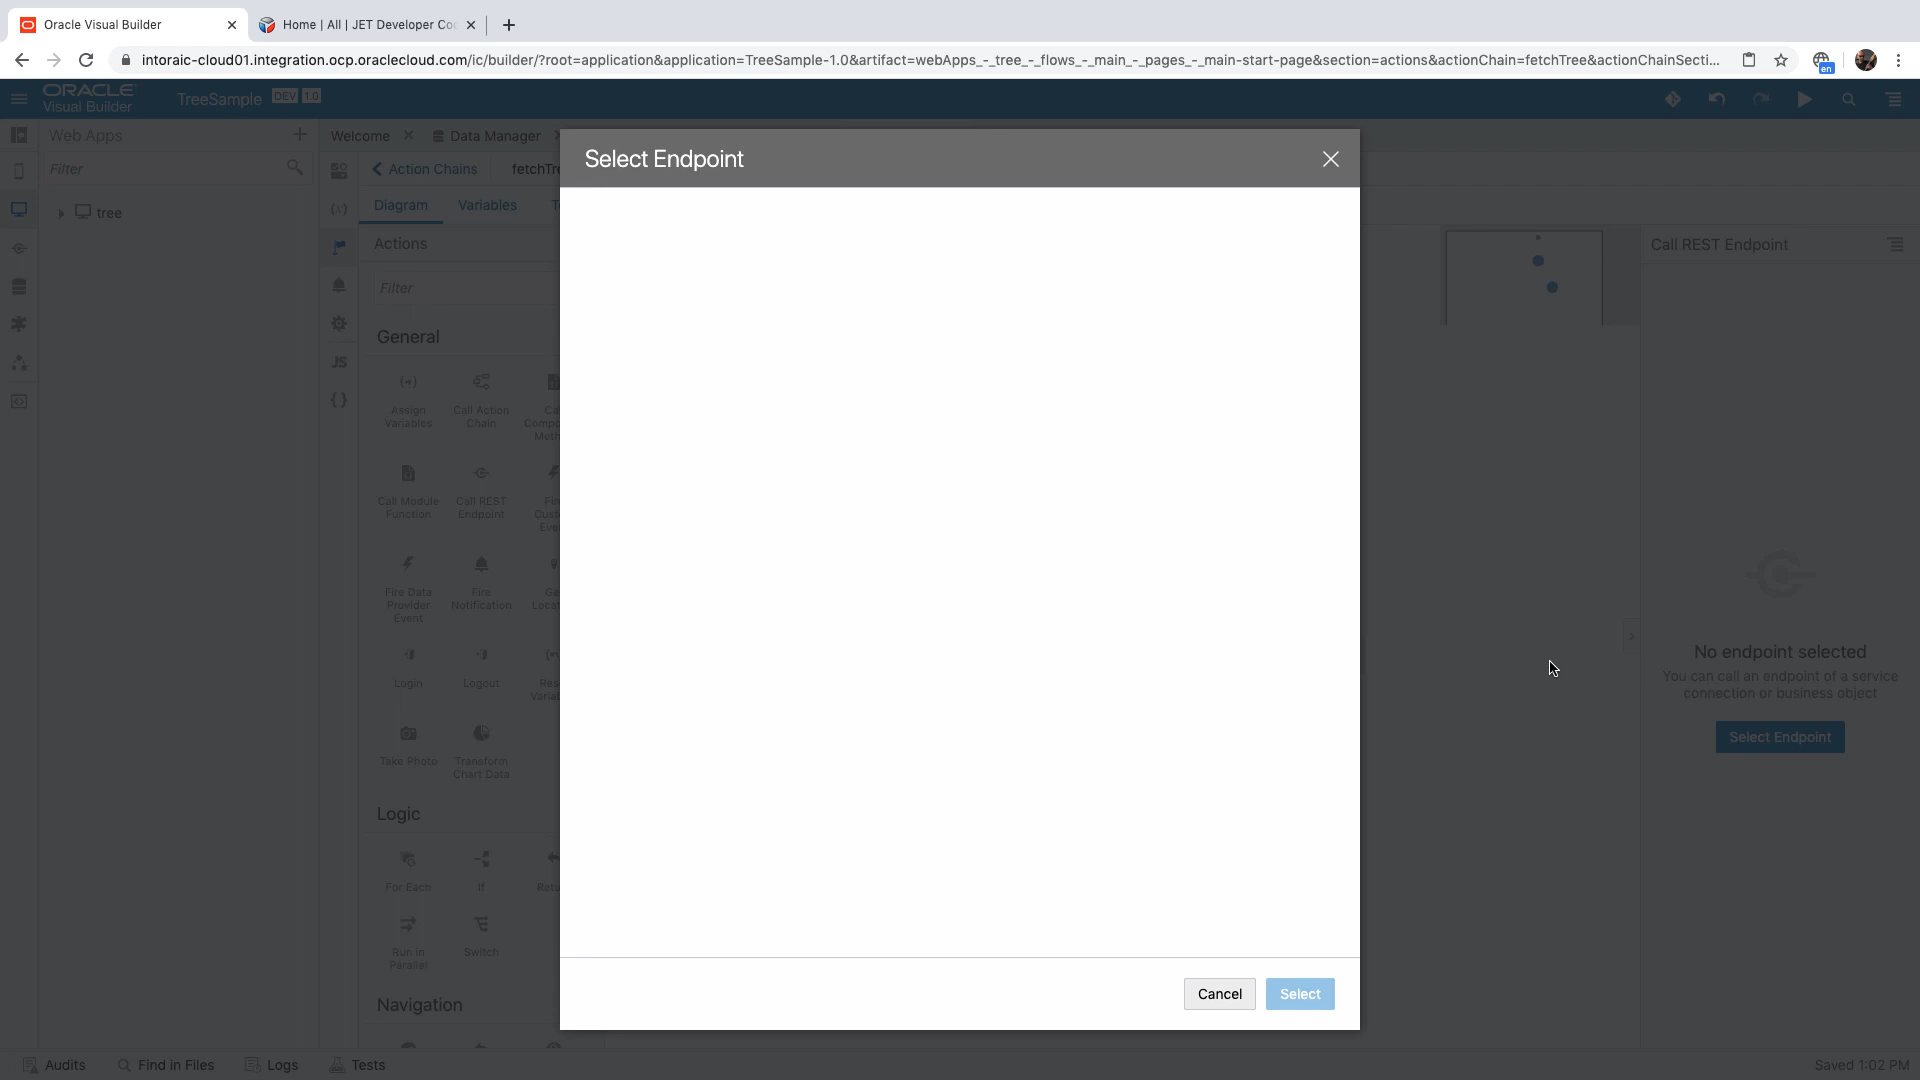 Oracle Visual Builder
Home | All | JET Developer Co
intoraic-cloud01.integration.ocp.oraclecloud.com/ic/builder/?root=application&application=TreeSample-1.0&artifact=webApps_-_tree_-_flows_-_main_-_pages_-_main-start-page&section=actions&actionChain=fetchTree&actionChainSecti...
en
ORACLE
Visual Builder
TreeSample
DEV
1.0
Web Apps
Welcome
Data Manager
Filter
Action Chains
fetchTre
tree
Diagram
Variables
Actions
Filter
General
Assign
Variables
Call Action
Chain
Call Module
Function
Call REST
Endpoint
Fire Data
Provider
Event
Fire
Notification
Login
Logout
Take Photo
Transform
Chart Data
Logic
For Each
If
Run in
Parallel
Switch
Navigation
JS
Select Endpoint
Cancel
Select
Call REST Endpoint
No endpoint selected
You can call an endpoint of a service
connection or business object
Select Endpoint
Audits
Find in Files
Logs
Tests
Saved 1:02 PM